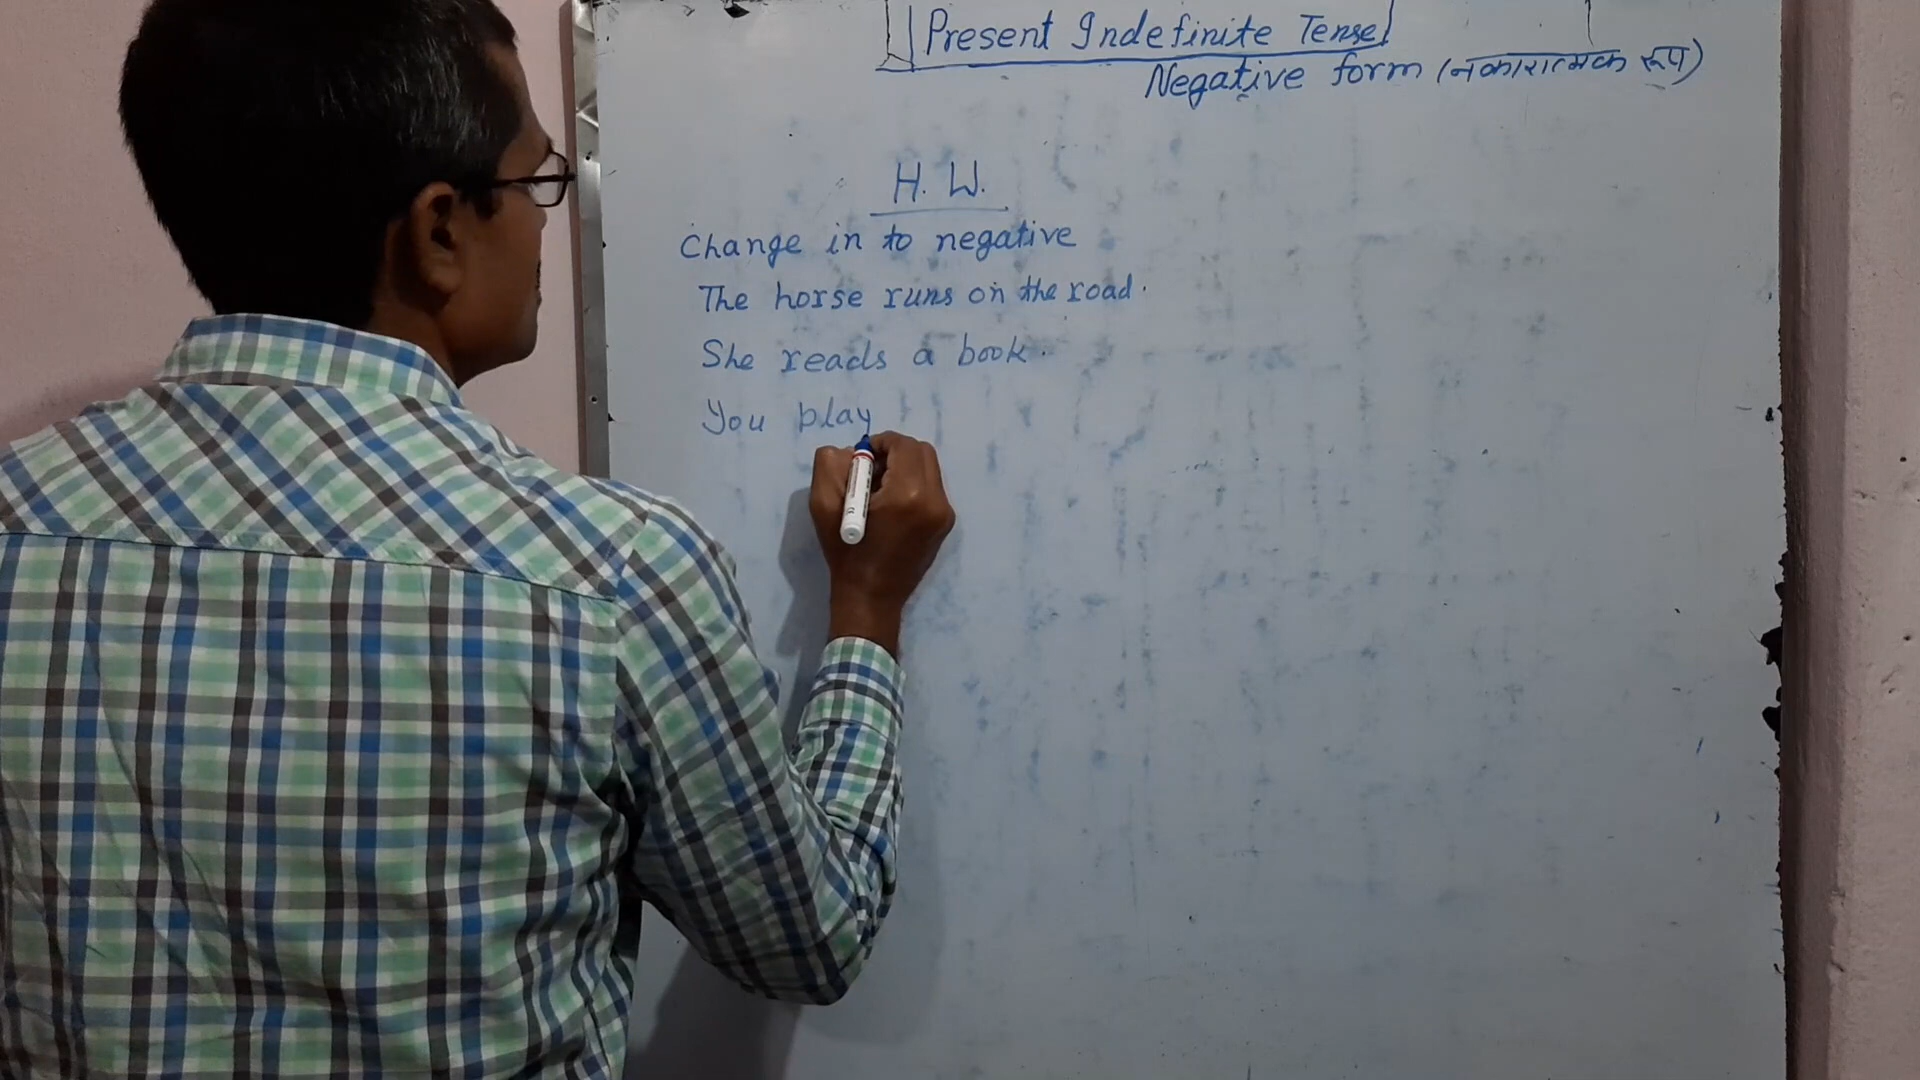 Present Indefinite Tense
Negative form (नकारात्मक रूप)
H. W.
Change in to negative
The horse runs on the road.
She reads a book.
You play